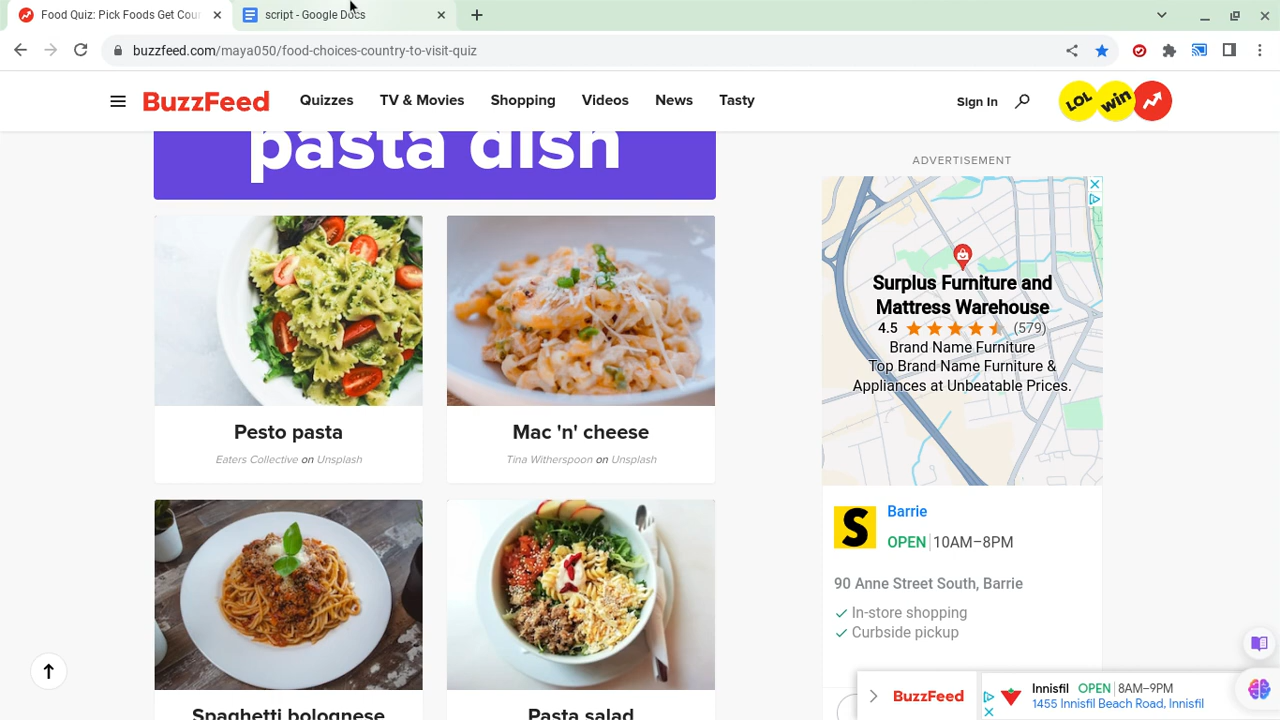 Food Quiz: Pick Foods Get Cou
script - Google Docs
buzzfeed.com/maya050/food-choices-country-to-visit-quiz
BuzzFeed
Quizzes
TV & Movies
Shopping
Videos
News
Tasty
Sign In
LOL
win
pasta dish
Pesto pasta
Eaters Collective on Unsplash
Mac 'n' cheese
Tina Witherspoon on Unsplash
Spaghetti bolognese
Pasta salad
ADVERTISEMENT
Surplus Furniture and
Mattress Warehouse
4.5 (579)
Brand Name Furniture
Top Brand Name Furniture &
Appliances at Unbeatable Prices.
S
Barrie
OPEN 10AM–8PM
90 Anne Street South, Barrie
In-store shopping
Curbside pickup
BuzzFeed
Innisfil OPEN 8AM–9PM
1455 Innisfil Beach Road, Innisfil